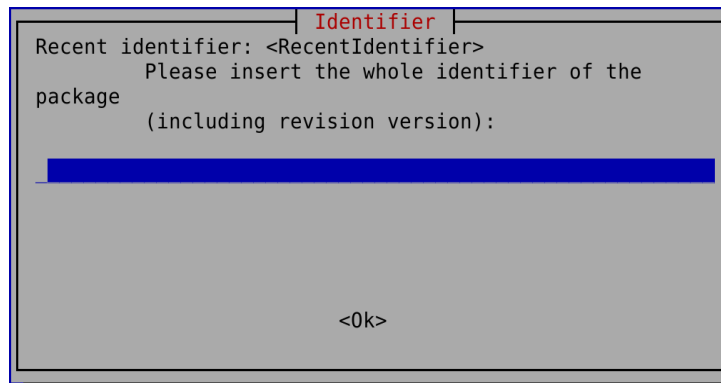 Identifier
Recent identifier: <RecentIdentifier>
Please insert the whole identifier of the
package
(including revision version):
<Ok>